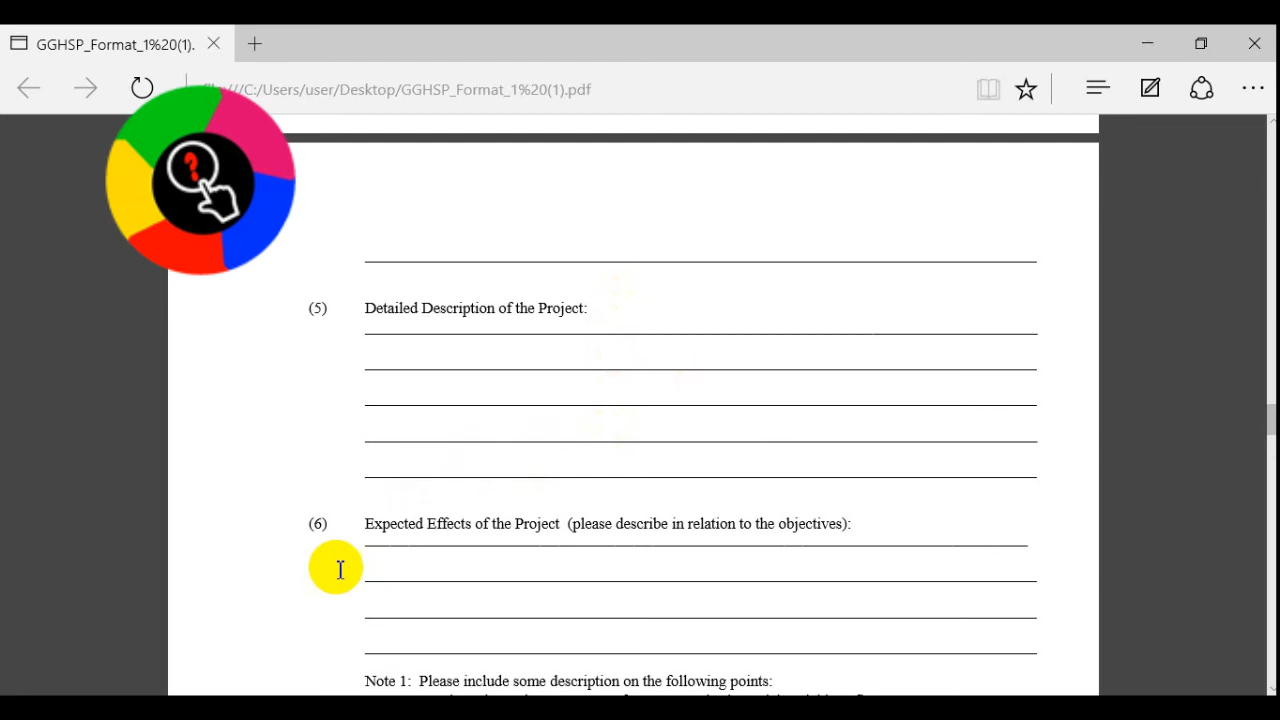 GGHSP_Format_1%20(1).
/C:/Users/user/Desktop/GGHSP_Format_1%20(1).pdf
?
(5) Detailed Description of the Project:
(6) Expected Effects of the Project (please describe in relation to the objectives):
Note 1: Please include some description on the following points: